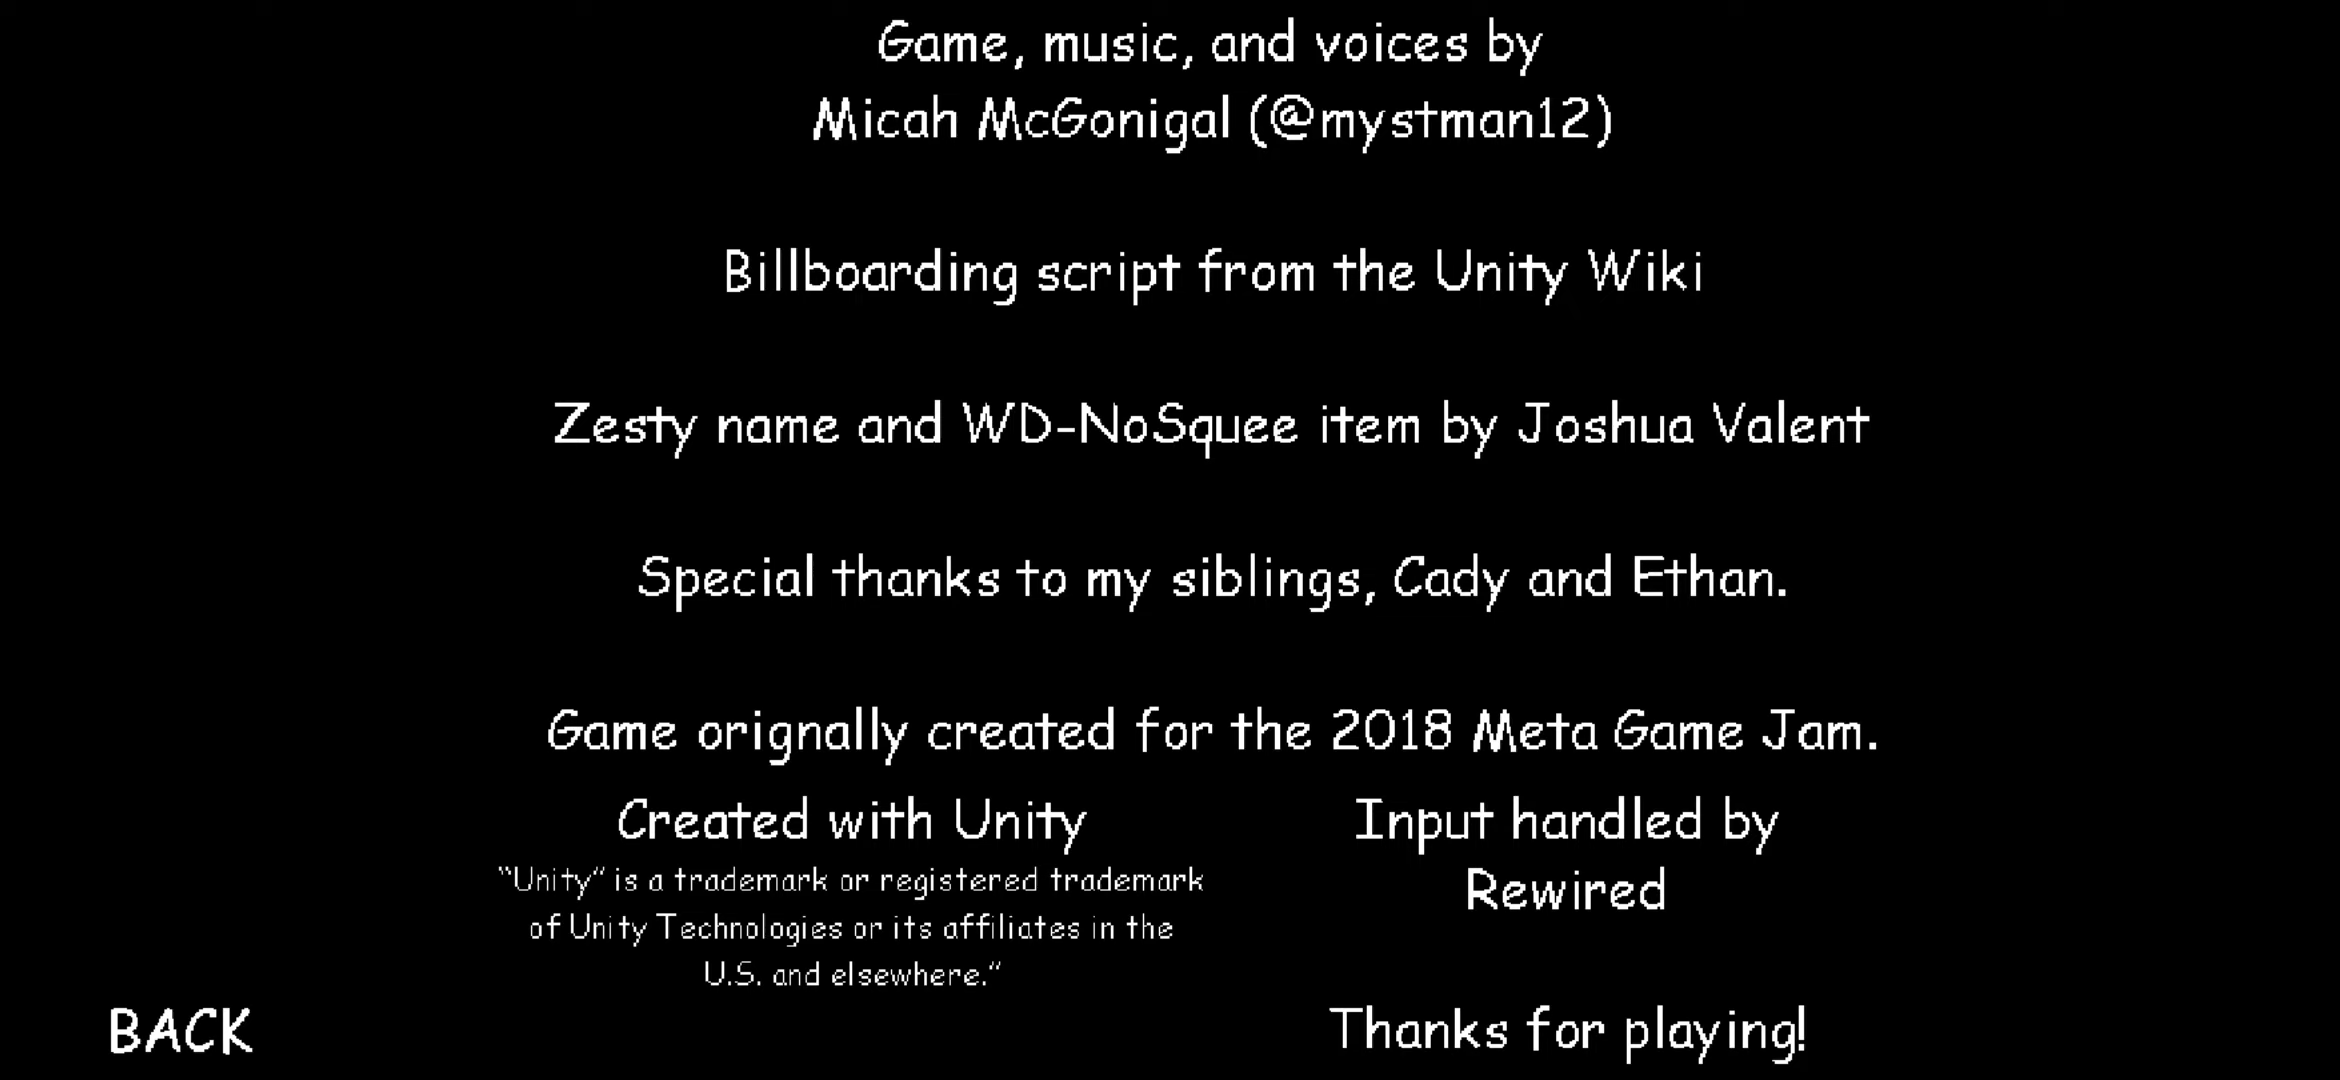 Game, music, and voices by
Micah McGonigal (@mystman12)
Billboarding script from the Unity Wiki
Zesty name and WD-NoSquee item by Joshua Valent
Special thanks to my siblings, Cady and Ethan.
Game orignally created for the 2018 Meta Game Jam.
Created with Unity
“Unity” is a trademark or registered trademark
of Unity Technologies or its affiliates in the
U.S. and elsewhere.”
Input handled by
Rewired
Thanks for playing!
BACK